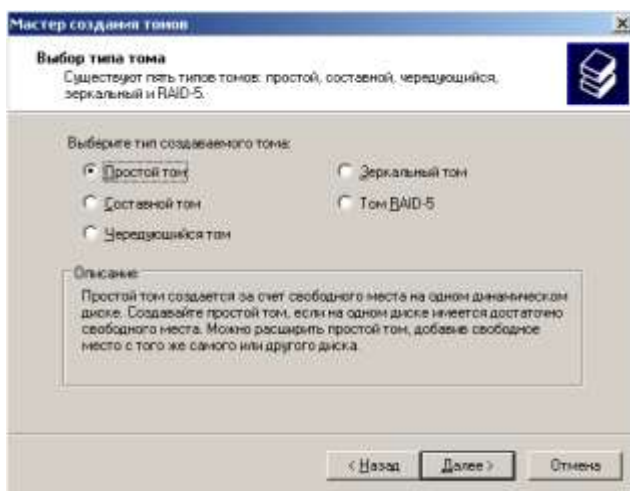 Мастер создания томов
Выбор типа тома
Существуют пять типов томов: простой, составной, чередующийся,
зеркальный и RAID-5.
Выберите тип создаваемого тома:
Простой том
Зеркальный том
Составной том
Том RAID-5
Чередующийся том
Описание
Простой том создается за счет свободного места на одном динамическом
диске. Создавайте простой том, если на одном диске имеется достаточно
свободного места. Можно расширить простой том, добавив свободное
место с того же самого или другого диска.
< Назад
Далее >
Отмена